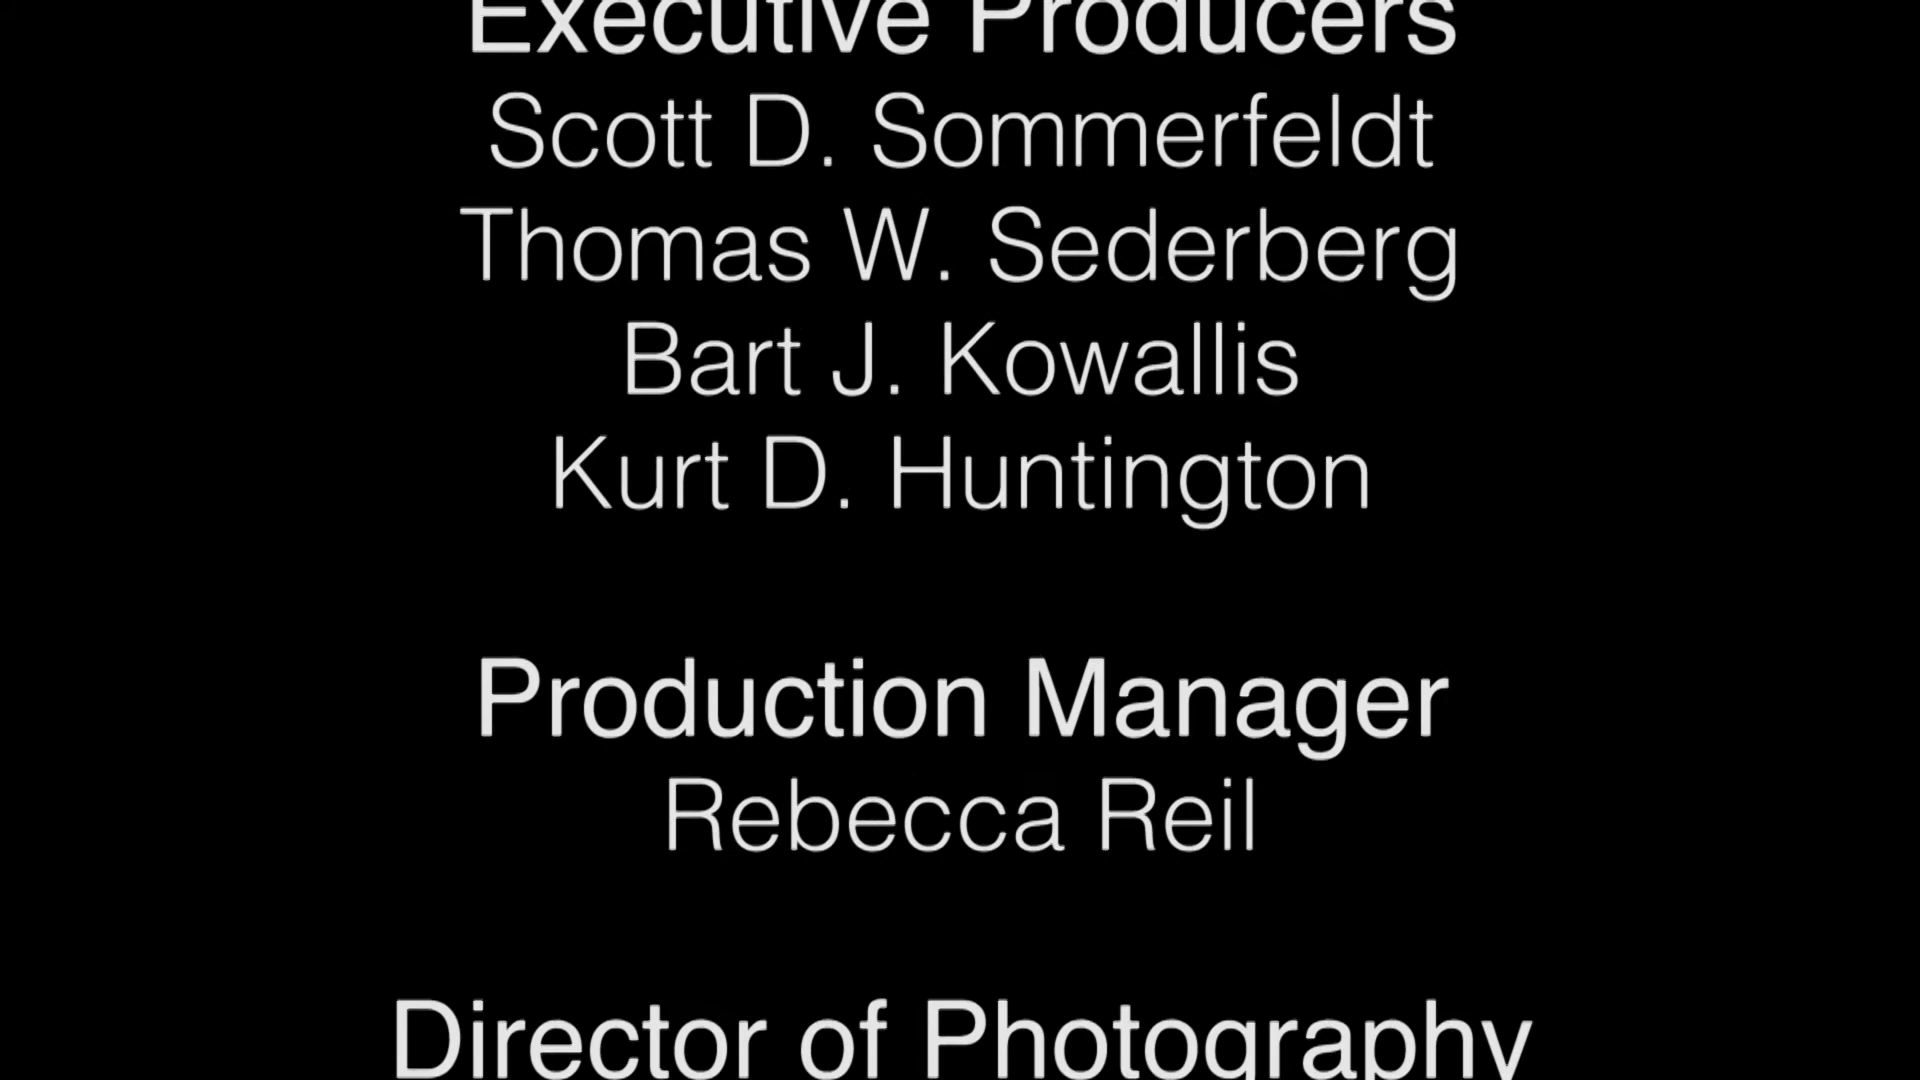 Executive Producers
Scott D. Sommerfeldt
Thomas W. Sederberg
Bart J. Kowallis
Kurt D. Huntington
Production Manager
Rebecca Reil
Director of Photography